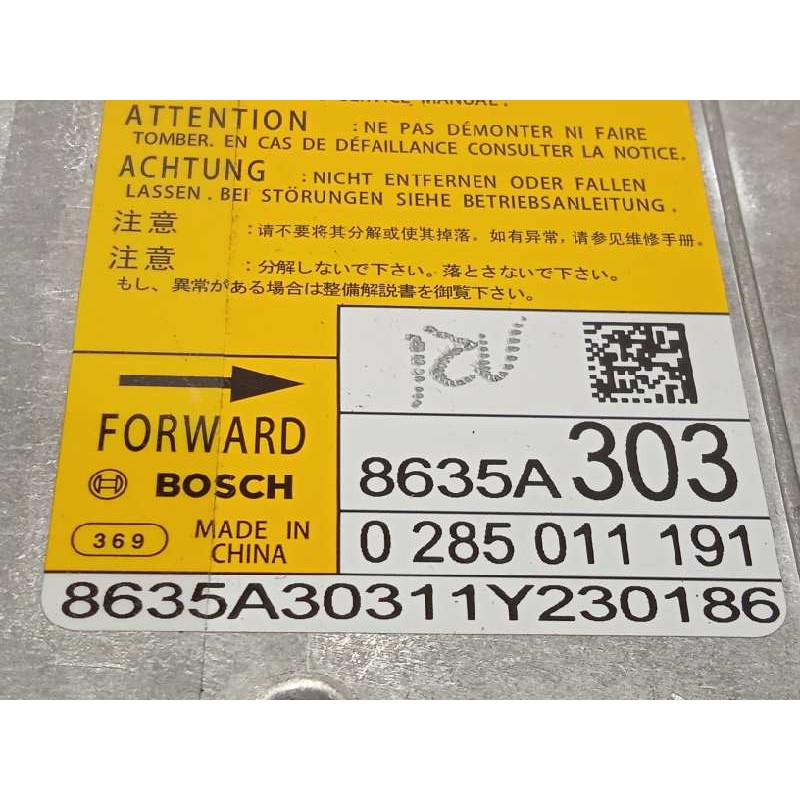 SERVICE MANUAL.
ATTENTION : NE PAS DÉMONTER NI FAIRE
TOMBER. EN CAS DE DÉFAILLANCE CONSULTER LA NOTICE.
ACHTUNG : NICHT ENTFERNEN ODER FALLEN
LASSEN. BEI STÖRUNGEN SIEHE BETRIEBSANLEITUNG.
注意 :请不要将其分解或使其掉落。如有异常,请参见维修手册。
注意 :分解しないで下さい。落とさないで下さい。
もし、異常がある場合は整備解説書を御覧下さい。
FORWARD
BOSCH
369
MADE IN
CHINA
8635A303
0 285 011 191
8635A30311Y230186